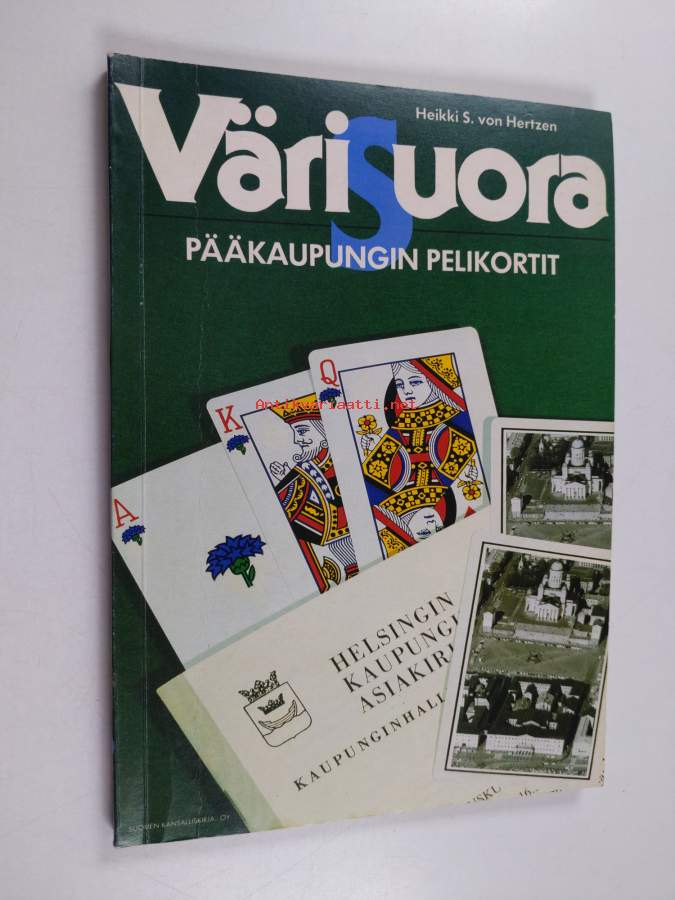 Heikki S. von Hertzen
VäriSuora
PÄÄKAUPUNGIN PELIKORTIT
Q
K
A
Antikvariaatti.net
HELSINGIN
KAUPUNGI
ASIAKIR
KAUPUNGINHALL
SUOMEN KANSALLISKIRJA OY